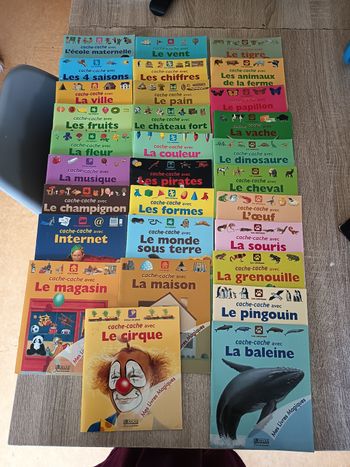 cache-cache avec
L'école maternelle
cache-cache avec
Les 4 saisons
cache-cache avec
La ville
cache-cache avec
Les fruits
cache-cache avec
La fleur
cache-cache avec
La musique
cache-cache avec
Le champignon
cache-cache avec
Internet
cache-cache avec
Le magasin
Mes Livres Magiques
cache-cache avec
Le vent
cache-cache avec
Les chiffres
cache-cache avec
Le pain
cache-cache avec
Le château fort
cache-cache avec
La couleur
cache-cache avec
Les pirates
cache-cache avec
Les formes
cache-cache avec
Le monde
sous terre
cache-cache avec
La maison
Mes Livres Magiques
cache-cache avec
Le cirque
Mes Livres Magiques
ATLAS
cache-cache avec
Le tigre
cache-cache avec
Les animaux
de la ferme
cache-cache avec
Le papillon
cache-cache avec
La vache
cache-cache avec
Le dinosaure
cache-cache avec
Le cheval
cache-cache avec
L'œuf
cache-cache avec
La souris
cache-cache avec
La grenouille
cache-cache avec
Le pingouin
cache-cache avec
La baleine
Mes Livres Magiques
ATLAS